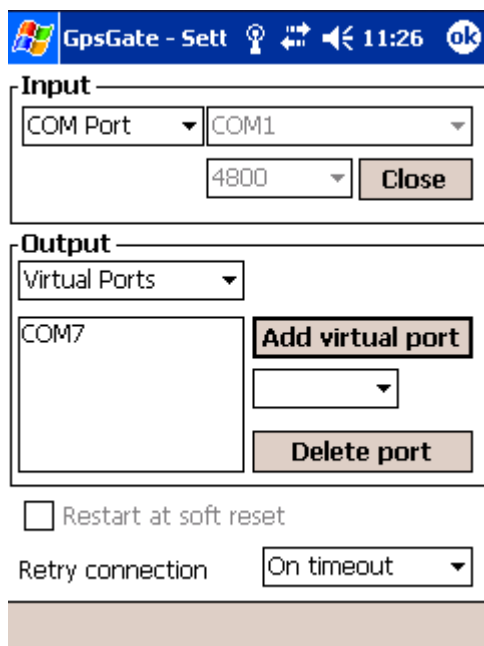 GpsGate - Sett 11:26 ok
Input
COM Port COM1
4800 Close
Output
Virtual Ports
COM7 Add virtual port
Delete port
Restart at soft reset
Retry connection On timeout